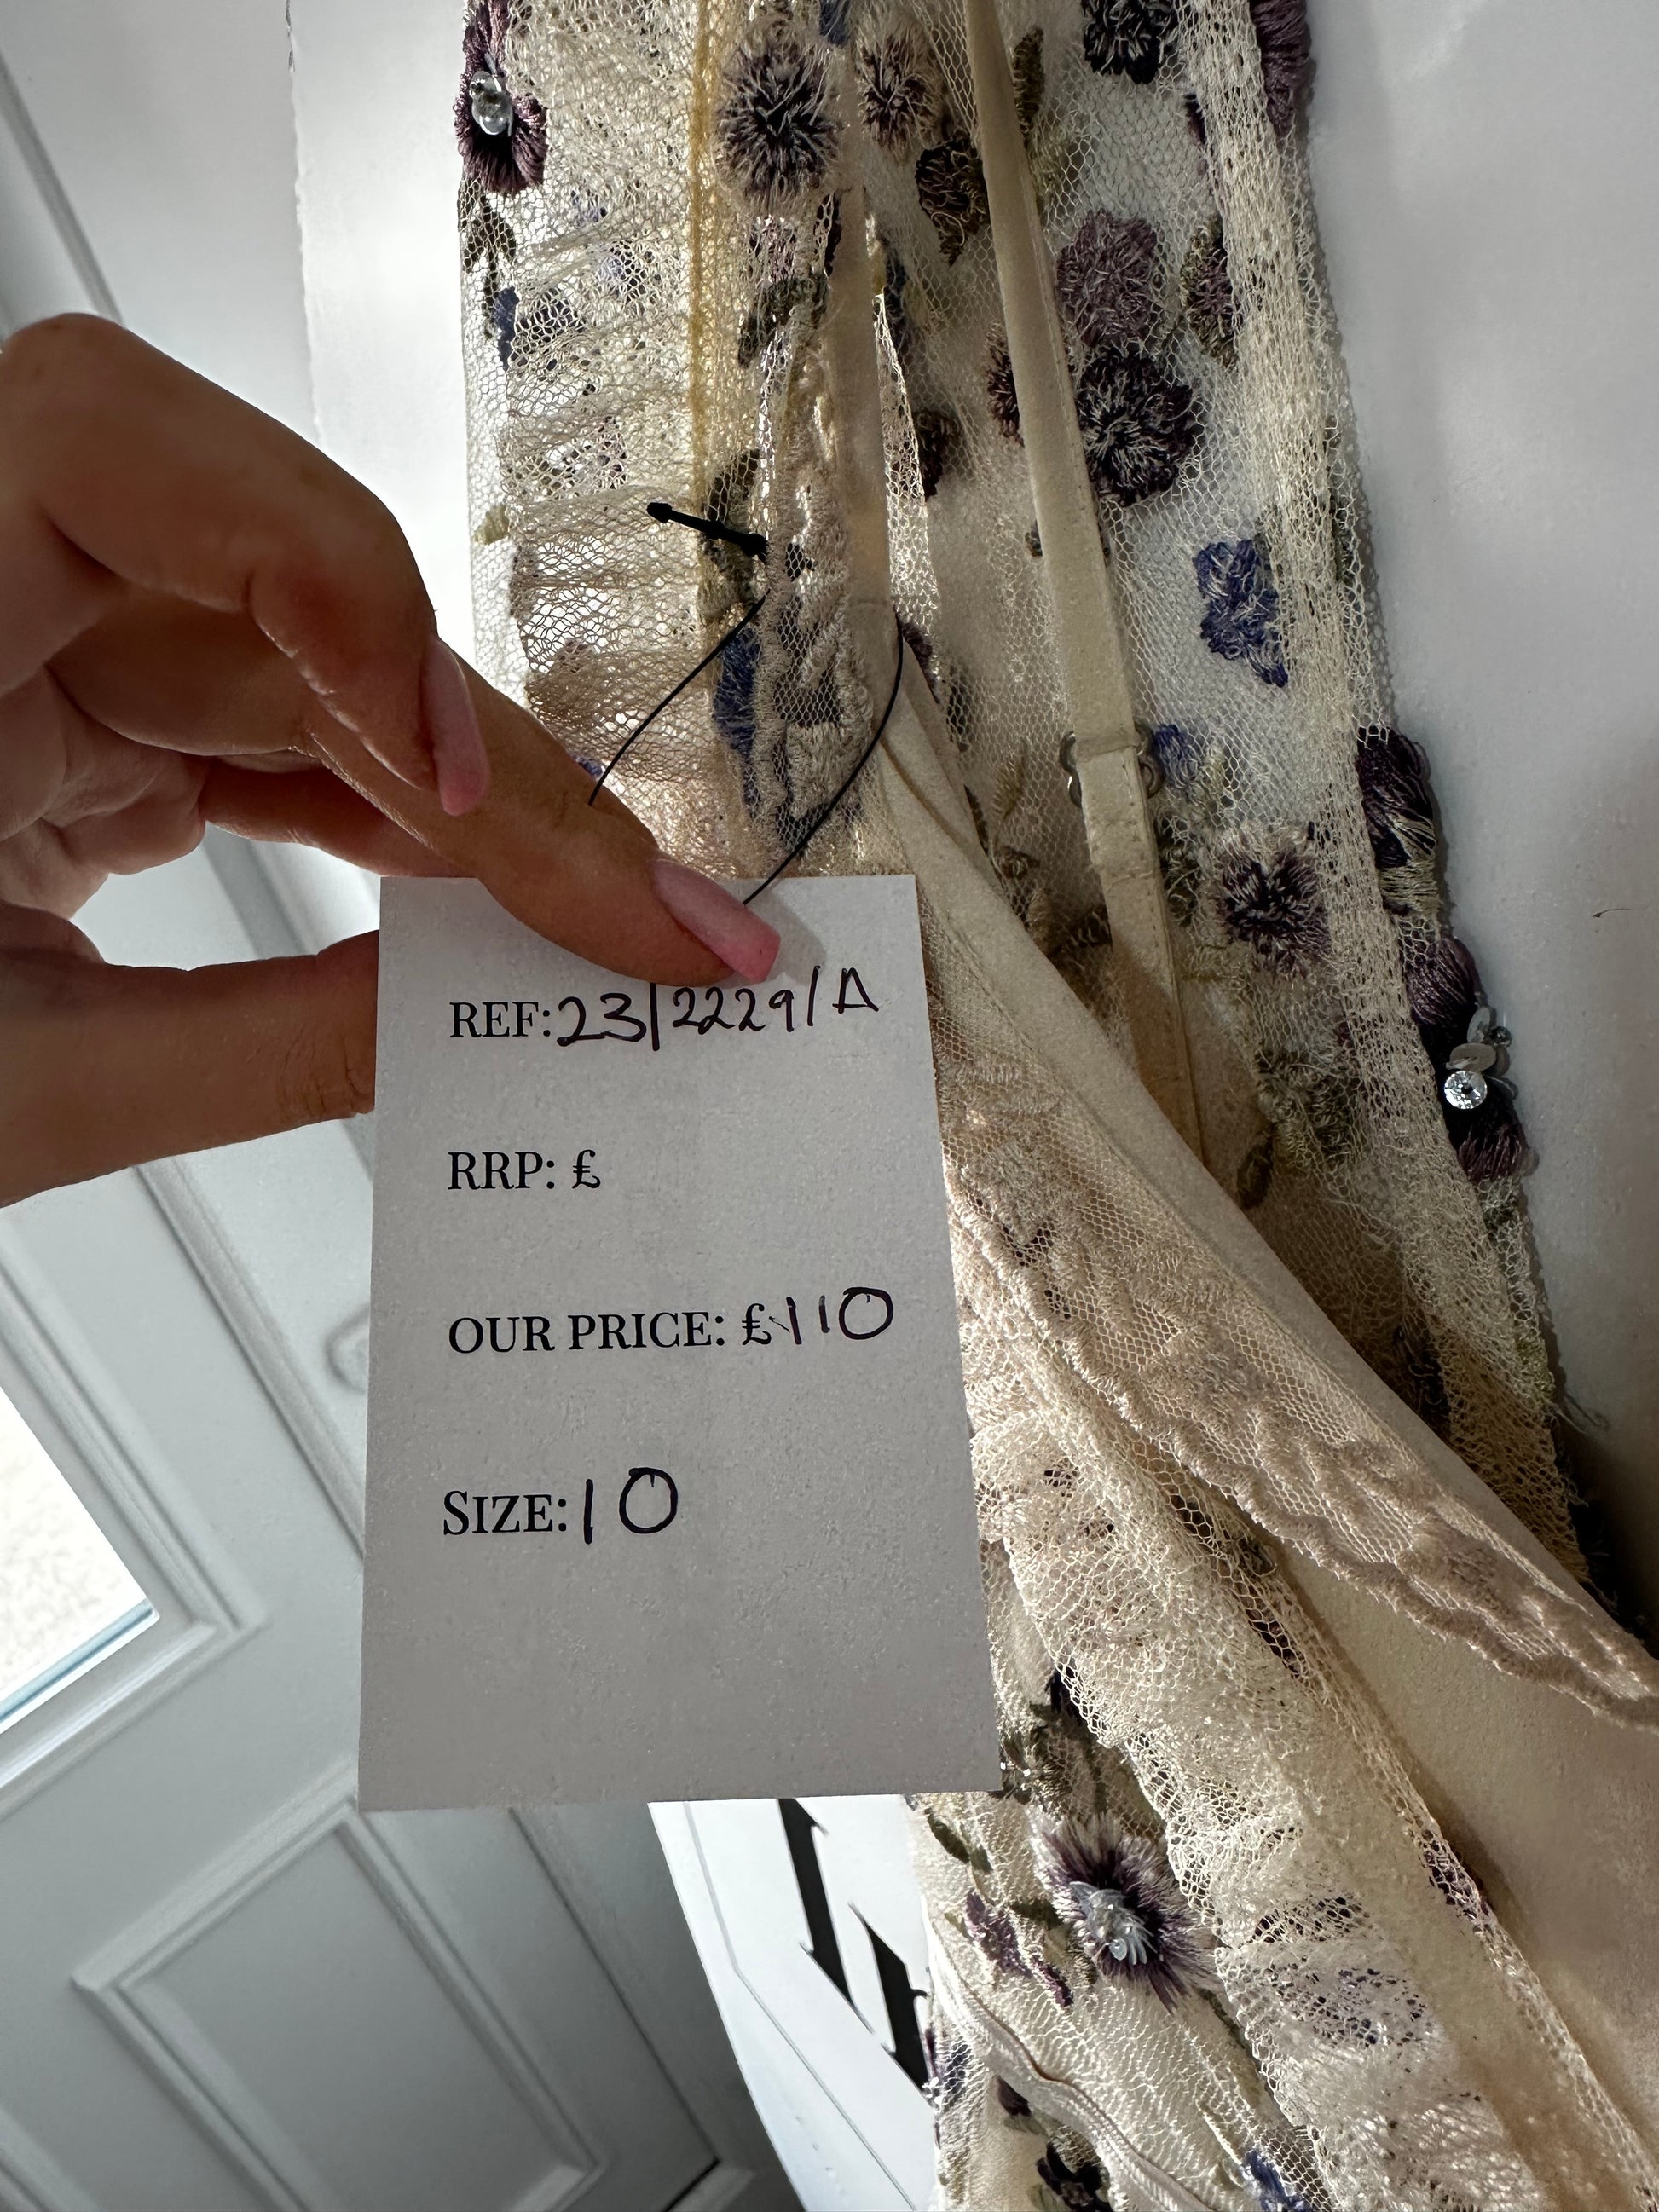 REF: 23/2229/A
RRP: £
OUR PRICE: £110
SIZE: 10